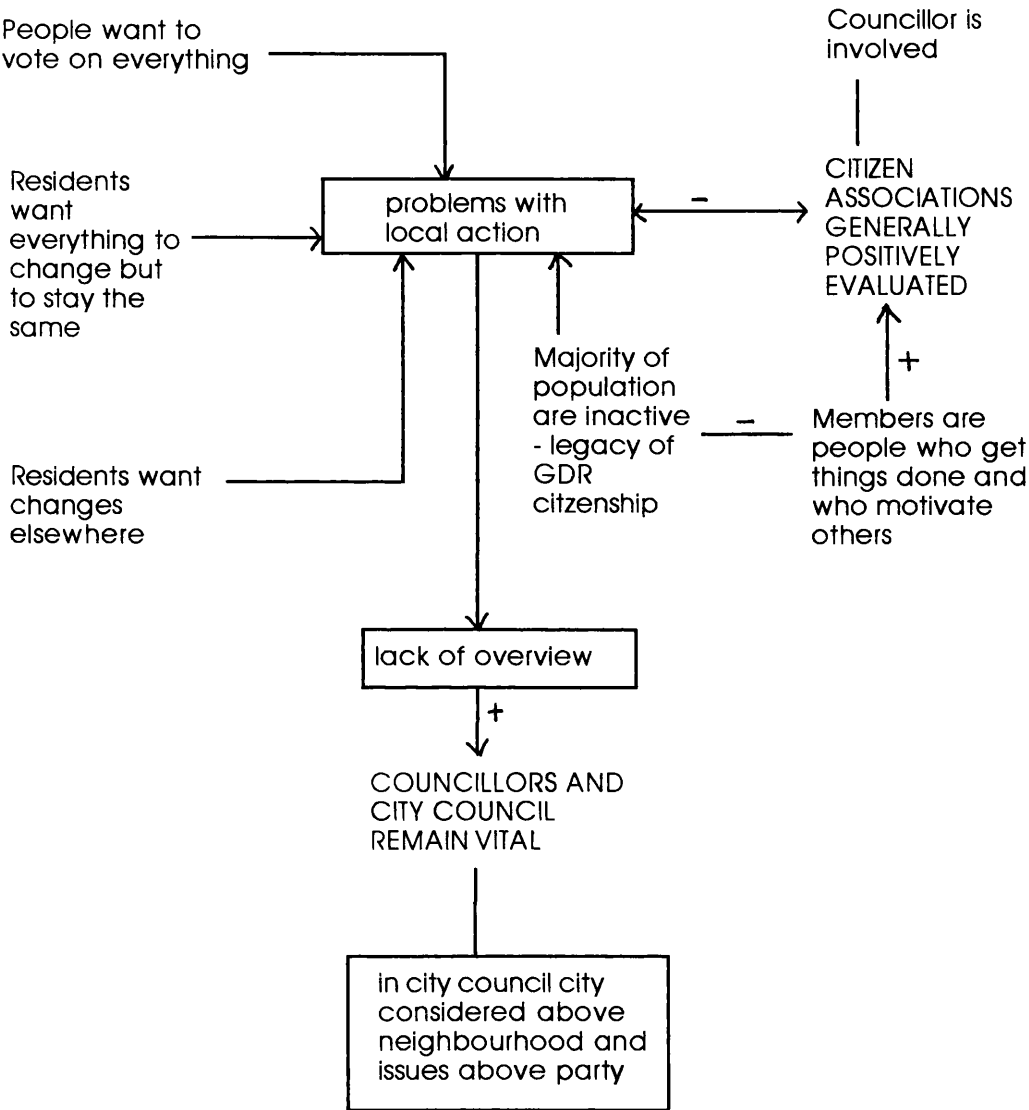 People want to
vote on everything
Councillor is
involved
Residents
want
everything to
change but
to stay the
same
problems with
local action
–
CITIZEN
ASSOCIATIONS
GENERALLY
POSITIVELY
EVALUATED
+
Majority of
population
are inactive
- legacy of
GDR
citzenship
–
Members are
people who get
things done and
who motivate
others
Residents want
changes
elsewhere
lack of overview
+
COUNCILLORS AND
CITY COUNCIL
REMAIN VITAL
in city council city
considered above
neighbourhood and
issues above party